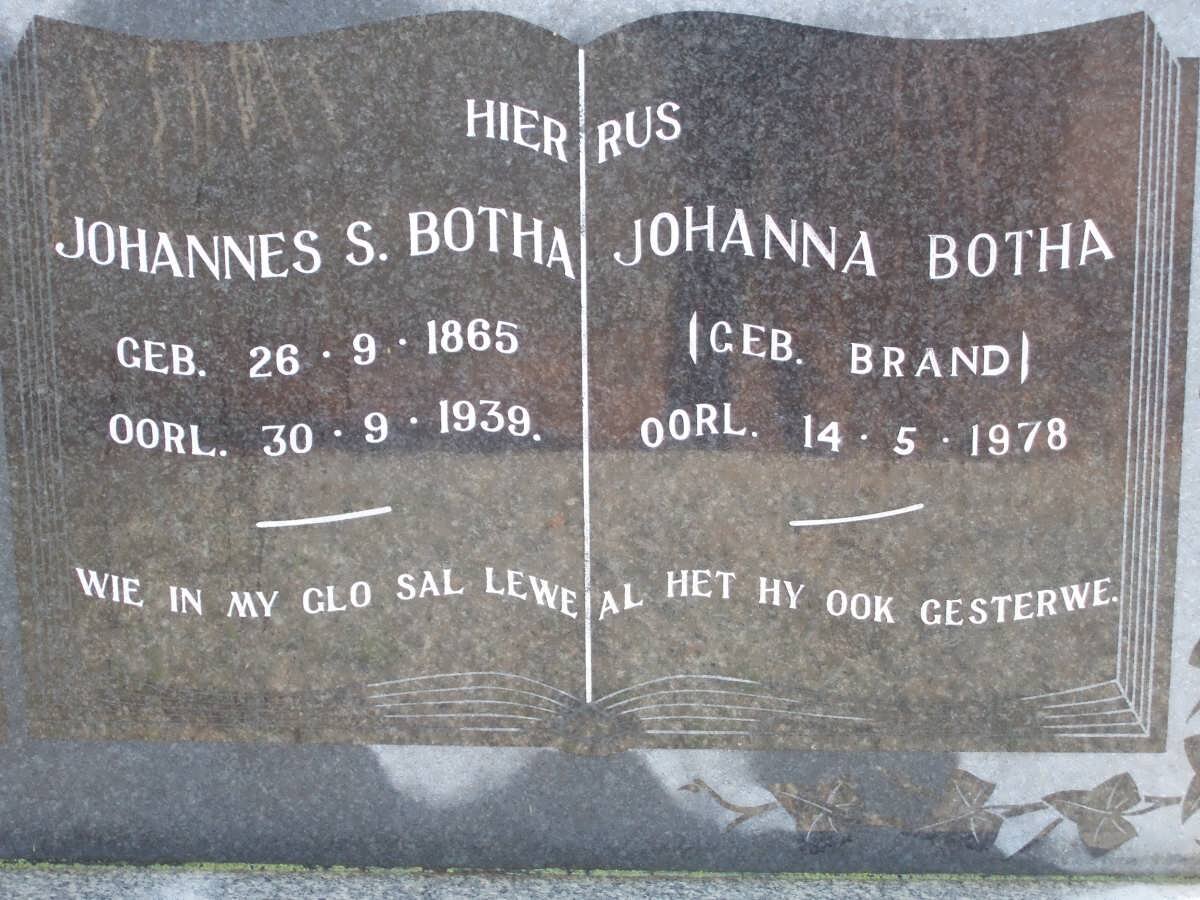 HIER RUS
JOHANNES S. BOTHA
GEB. 26 · 9 · 1865
OORL. 30 · 9 · 1939.
JOHANNA BOTHA
(GEB. BRAND)
OORL. 14 · 5 · 1978
WIE IN MY GLO SAL LEWE AL HET HY OOK GESTERWE.